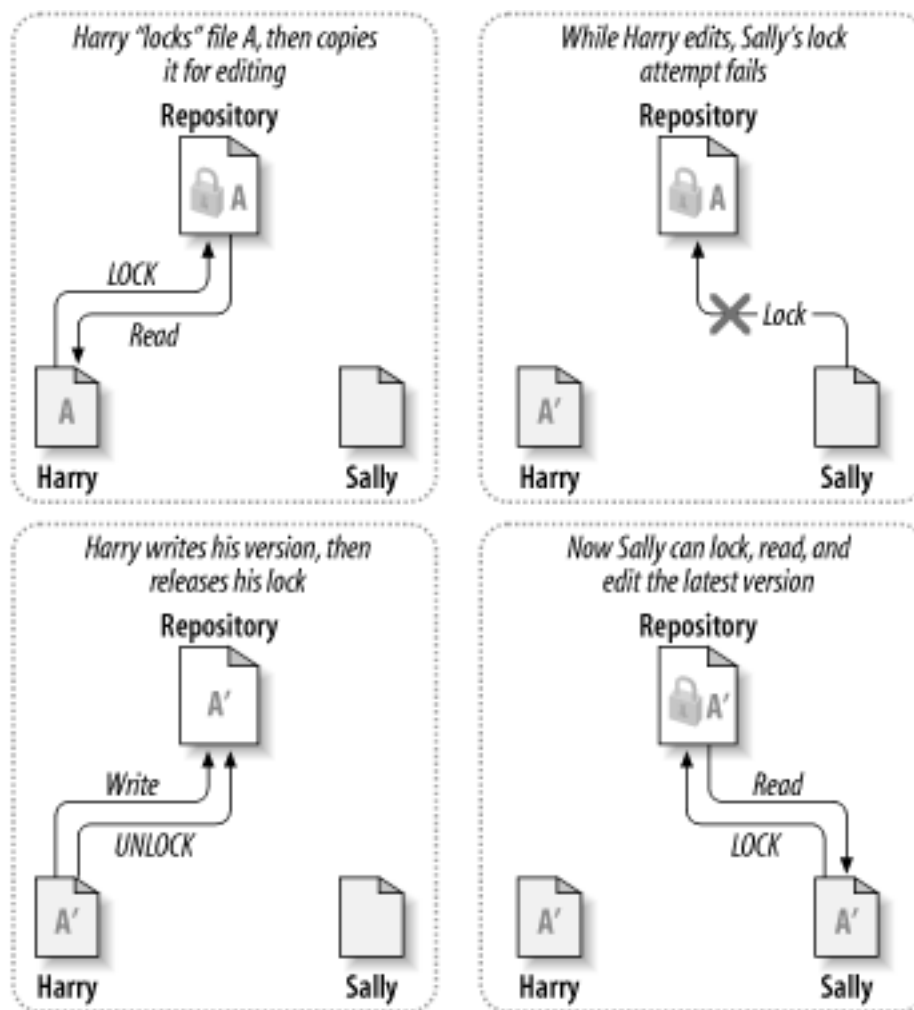 Harry “locks” file A, then copies
it for editing
Repository
A
LOCK
Read
A
Harry
Sally
While Harry edits, Sally’s lock
attempt fails
Repository
A
Lock
A′
Harry
Sally
Harry writes his version, then
releases his lock
Repository
A′
Write
UNLOCK
A′
Harry
Sally
Now Sally can lock, read, and
edit the latest version
Repository
A′
Read
LOCK
A′
A′
Harry
Sally